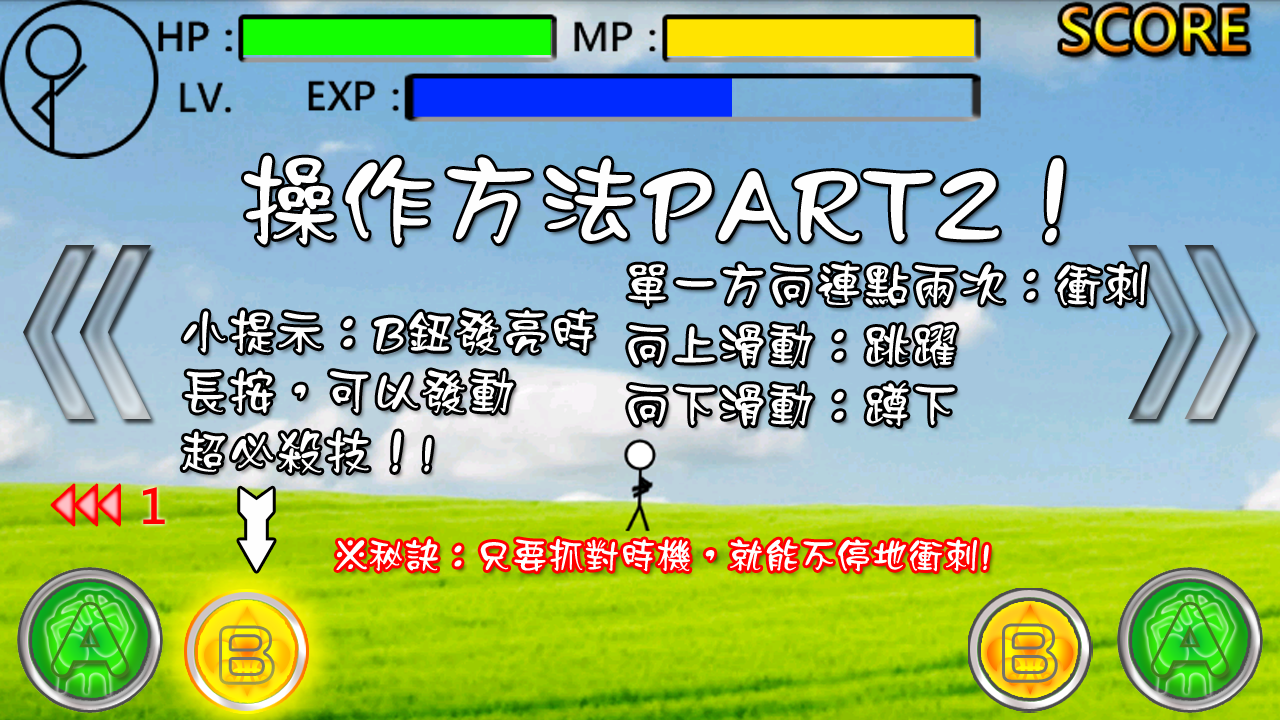 HP :
MP :
SCORE
LV.
EXP :
操作方法PART2！
單一方向連點兩次：衝刺
向上滑動：跳躍
向下滑動：蹲下
小提示：B鈕發亮時
長按，可以發動
超必殺技！！
1
※秘訣：只要抓對時機，就能不停地衝刺!
A
B
B
A